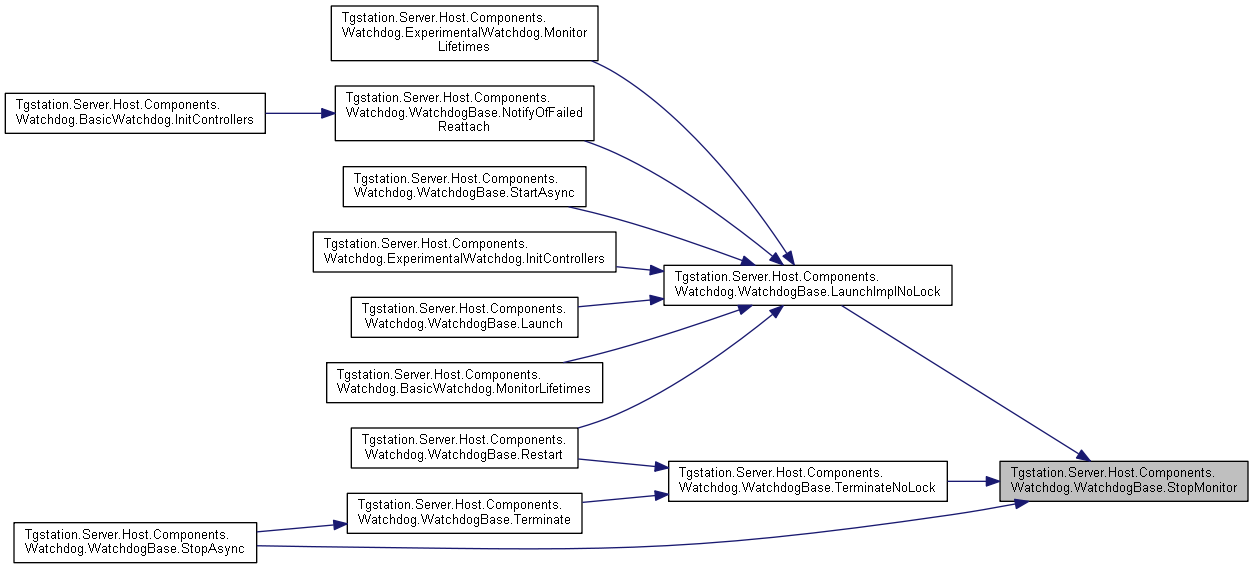 Tgstation.Server.Host.Components.
Watchdog.ExperimentalWatchdog.Monitor
Lifetimes
Tgstation.Server.Host.Components.
Watchdog.BasicWatchdog.InitControllers
Tgstation.Server.Host.Components.
Watchdog.WatchdogBase.NotifyOfFailed
Reattach
Tgstation.Server.Host.Components.
Watchdog.WatchdogBase.StartAsync
Tgstation.Server.Host.Components.
Watchdog.ExperimentalWatchdog.InitControllers
Tgstation.Server.Host.Components.
Watchdog.WatchdogBase.LaunchImplNoLock
Tgstation.Server.Host.Components.
Watchdog.WatchdogBase.Launch
Tgstation.Server.Host.Components.
Watchdog.BasicWatchdog.MonitorLifetimes
Tgstation.Server.Host.Components.
Watchdog.WatchdogBase.Restart
Tgstation.Server.Host.Components.
Watchdog.WatchdogBase.TerminateNoLock
Tgstation.Server.Host.Components.
Watchdog.WatchdogBase.StopMonitor
Tgstation.Server.Host.Components.
Watchdog.WatchdogBase.Terminate
Tgstation.Server.Host.Components.
Watchdog.WatchdogBase.StopAsync